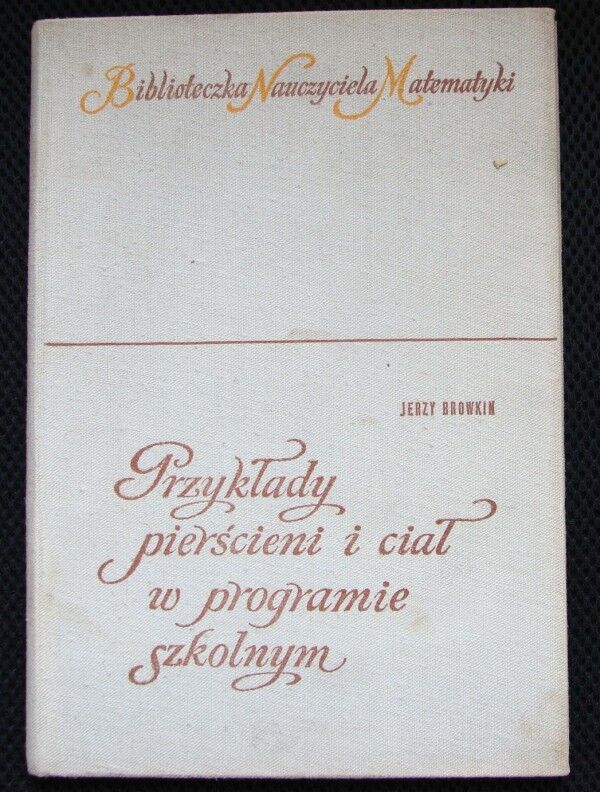 Biblioteczka Nauczyciela Matematyki
JERZY BROWKIN
Przykłady
pierścieni i ciał
w programie
szkolnym